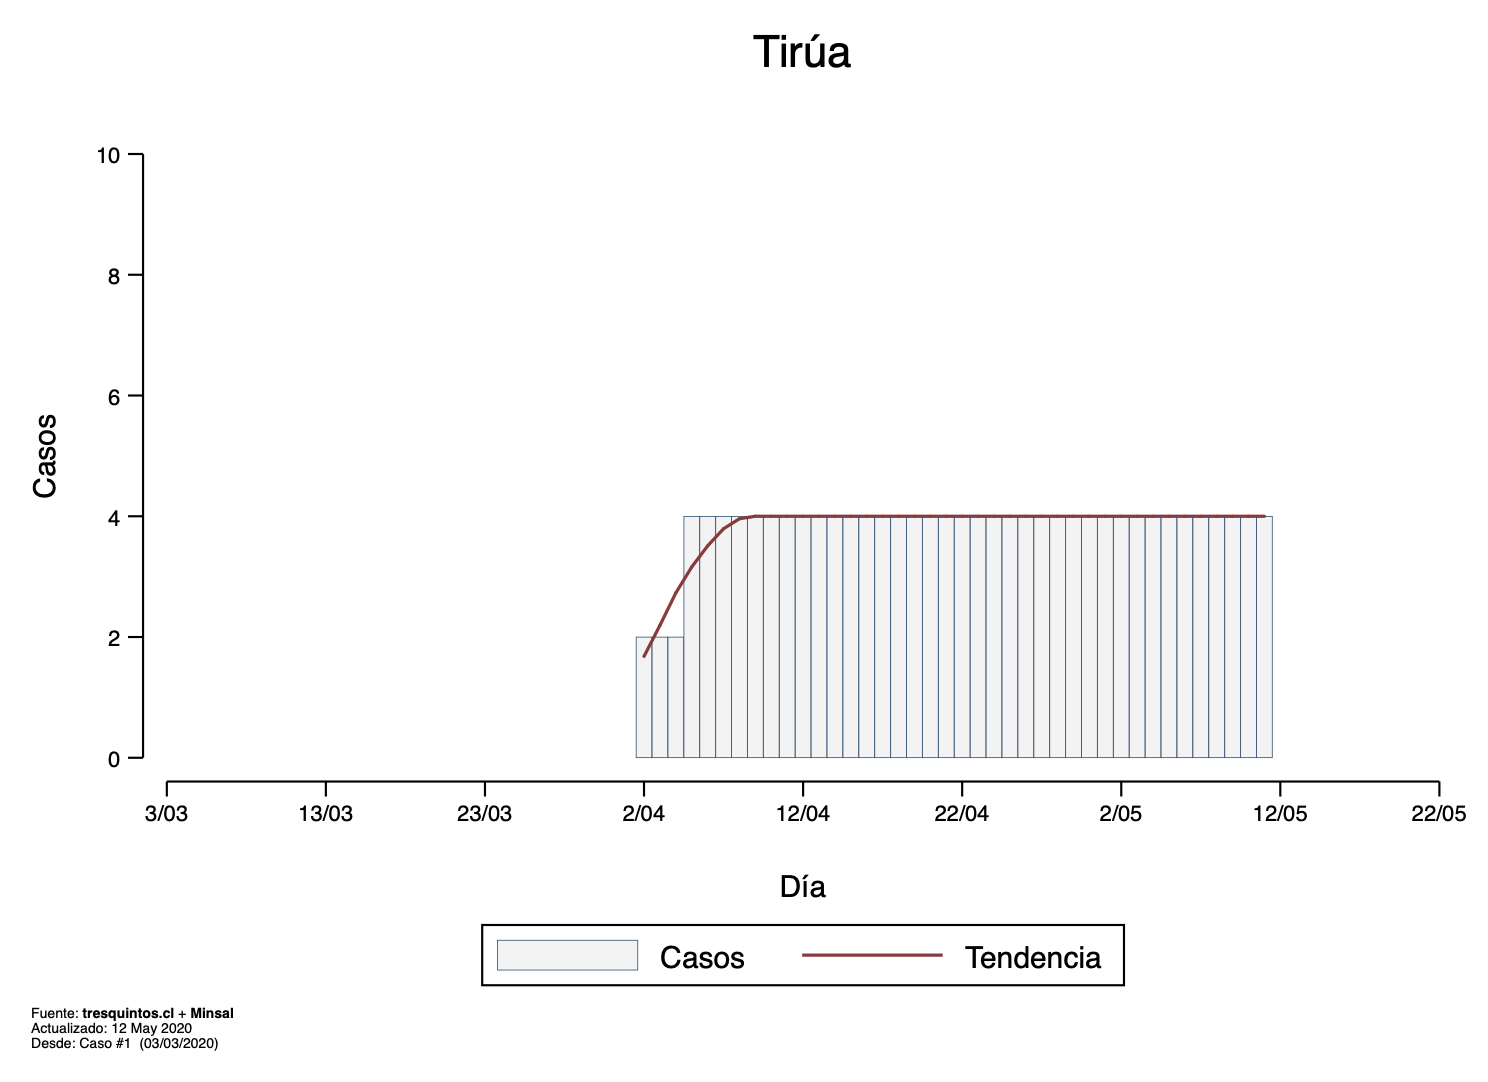 Tirúa
10
8
6
4
2
0
Casos
3/03 13/03 23/03 2/04 12/04 22/04 2/05 12/05 22/05
Día
Casos Tendencia
Fuente: tresquintos.cl + Minsal
Actualizado: 12 May 2020
Desde: Caso #1 (03/03/2020)